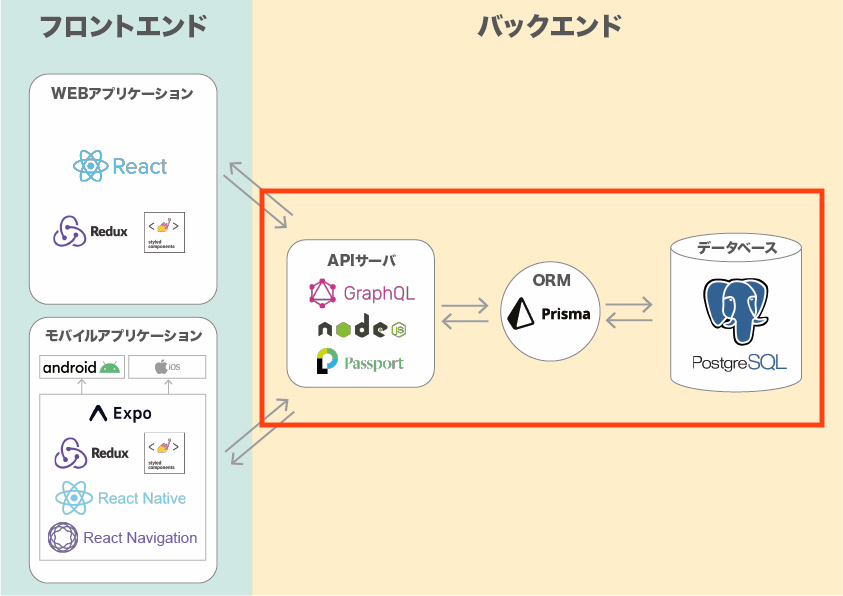 フロントエンド
バックエンド
WEBアプリケーション
React
Redux
< >
styled
components
モバイルアプリケーション
android
iOS
Expo
Redux
< >
styled
components
React Native
React Navigation
APIサーバ
GraphQL
node
JS
Passport
ORM
Prisma
データベース
PostgreSQL